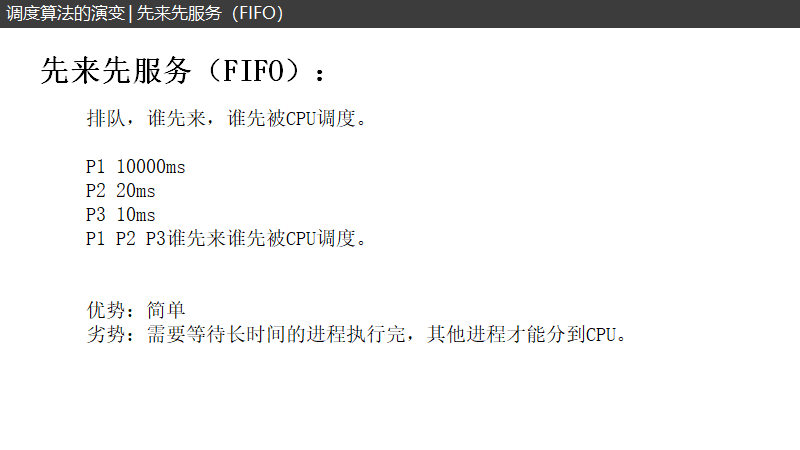 调度算法的演变 | 先来先服务（FIFO）
先来先服务（FIFO）：
排队，谁先来，谁先被CPU调度。
P1 10000ms
P2 20ms
P3 10ms
P1 P2 P3谁先来谁先被CPU调度。
优势：简单
劣势：需要等待长时间的进程执行完，其他进程才能分到CPU。